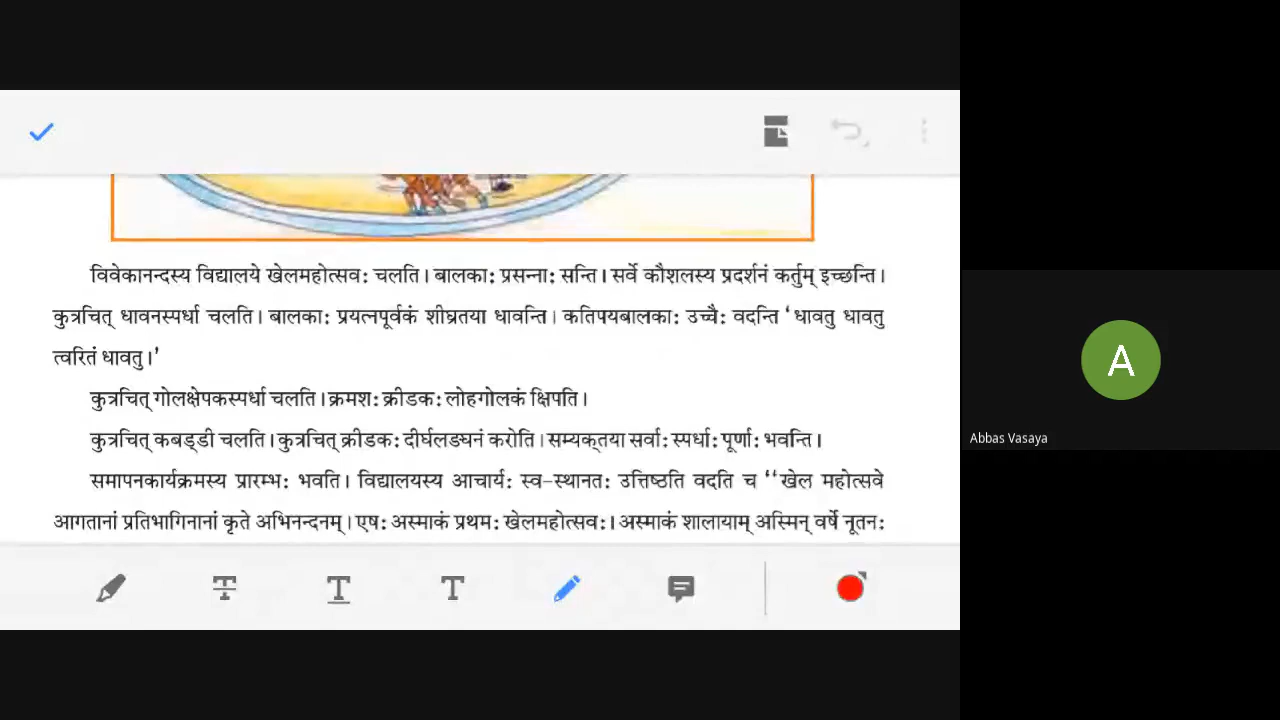 विवेकानन्दस्य विद्यालये खेलमहोत्सवः चलति। बालकाः प्रसन्नाः सन्ति। सर्वे कौशलस्य प्रदर्शनं कर्तुम् इच्छन्ति।
कुत्रचित् धावनस्पर्धा चलति। बालकाः प्रयत्नपूर्वकं शीघ्रतया धावन्ति। कतिपयबालकाः उच्चैः वदन्ति ‘धावतु धावतु
त्वरितं धावतु।’
कुत्रचित् गोलक्षेपकस्पर्धा चलति। क्रमशः क्रीडकः लोहगोलकं क्षिपति।
कुत्रचित् कबड्डी चलति। कुत्रचित् क्रीडकः दीर्घलङघनं करोति। सम्यक्‌तया सर्वाः स्पर्धाः पूर्णाः भवन्ति।
Abbas Vasaya
समापनकार्यक्रमस्य प्रारम्भः भवति। विद्यालयस्य आचार्यः स्व-स्थानतः उत्तिष्ठति वदति च ‘‘खेल महोत्सवे
आगतानां प्रतिभागिनानां कृते अभिनन्दनम्। एषः अस्माकं प्रथमः खेलमहोत्सवः। अस्माकं शालायाम् अस्मिन् वर्षे नूतनः